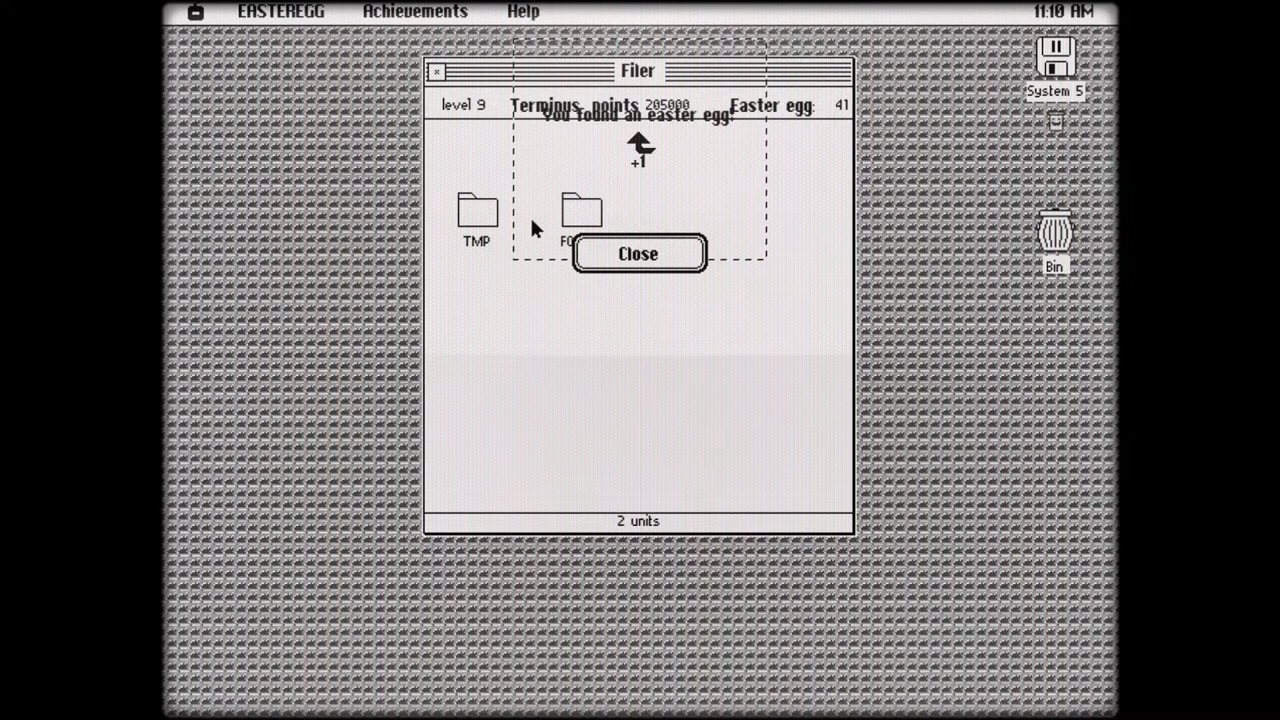 EASTEREGG Achievements Help 11:10 AM
Filer
level 9 Terminus points 205000 Easter egg: 41
You found an easter egg!
+1
TMP
Close
2 units
System 5
Bin